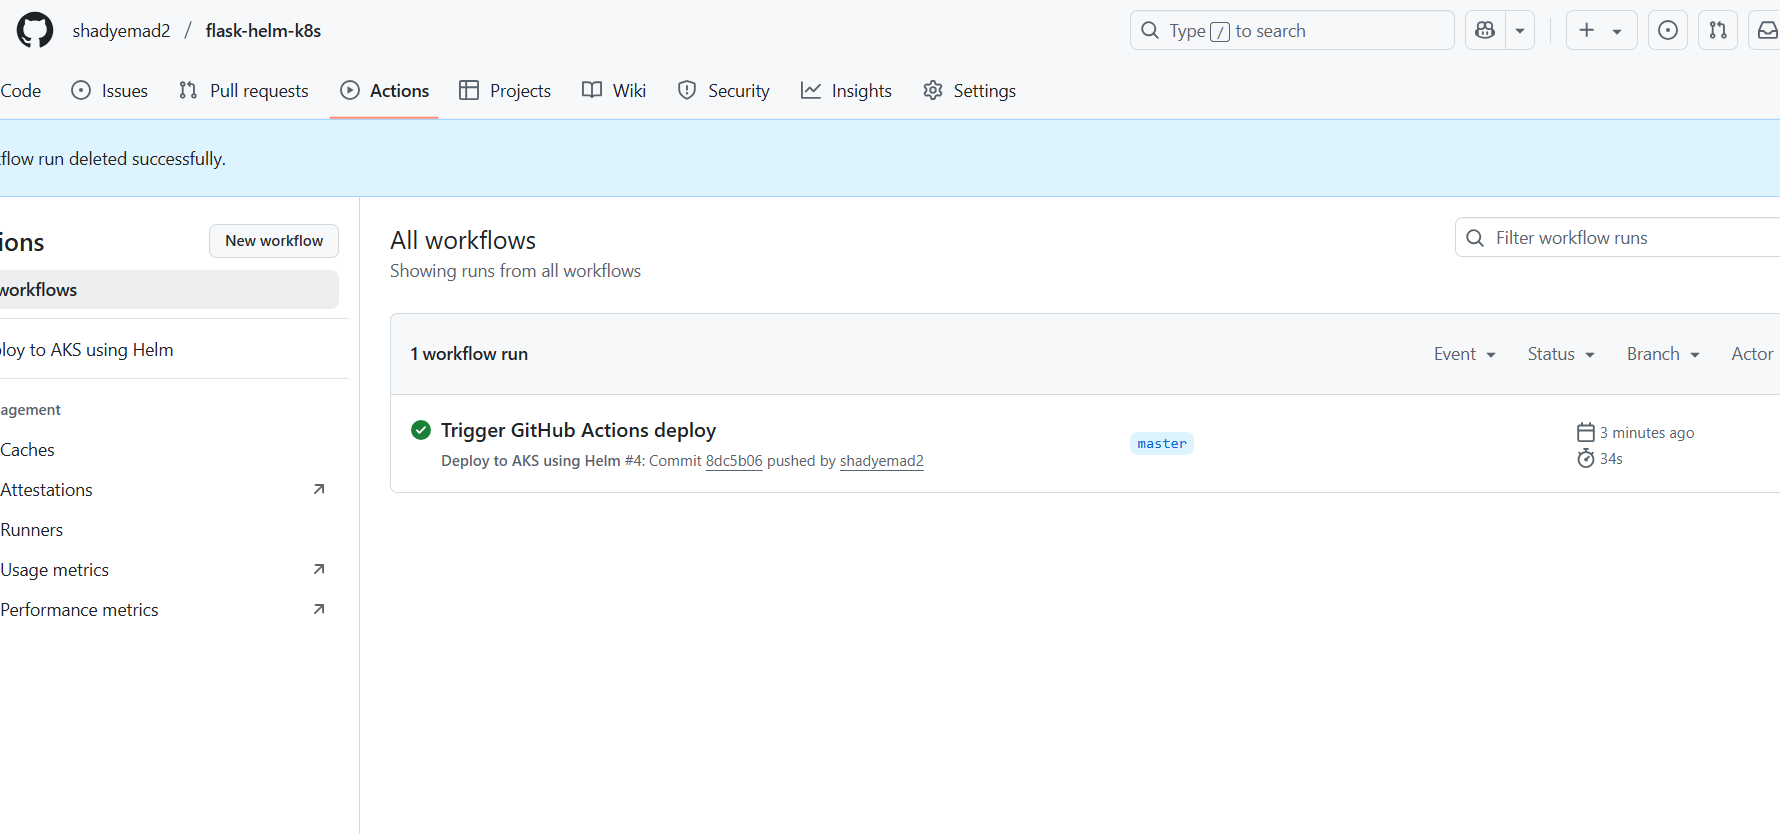 shadyemad2 / flask-helm-k8s
Type / to search
Code
Issues
Pull requests
Actions
Projects
Wiki
Security
Insights
Settings
flow run deleted successfully.
ions
New workflow
workflows
loy to AKS using Helm
agement
Caches
Attestations
Runners
Usage metrics
Performance metrics
All workflows
Showing runs from all workflows
Filter workflow runs
1 workflow run
Event
Status
Branch
Actor
Trigger GitHub Actions deploy
Deploy to AKS using Helm #4: Commit 8dc5b06 pushed by shadyemad2
master
3 minutes ago
34s